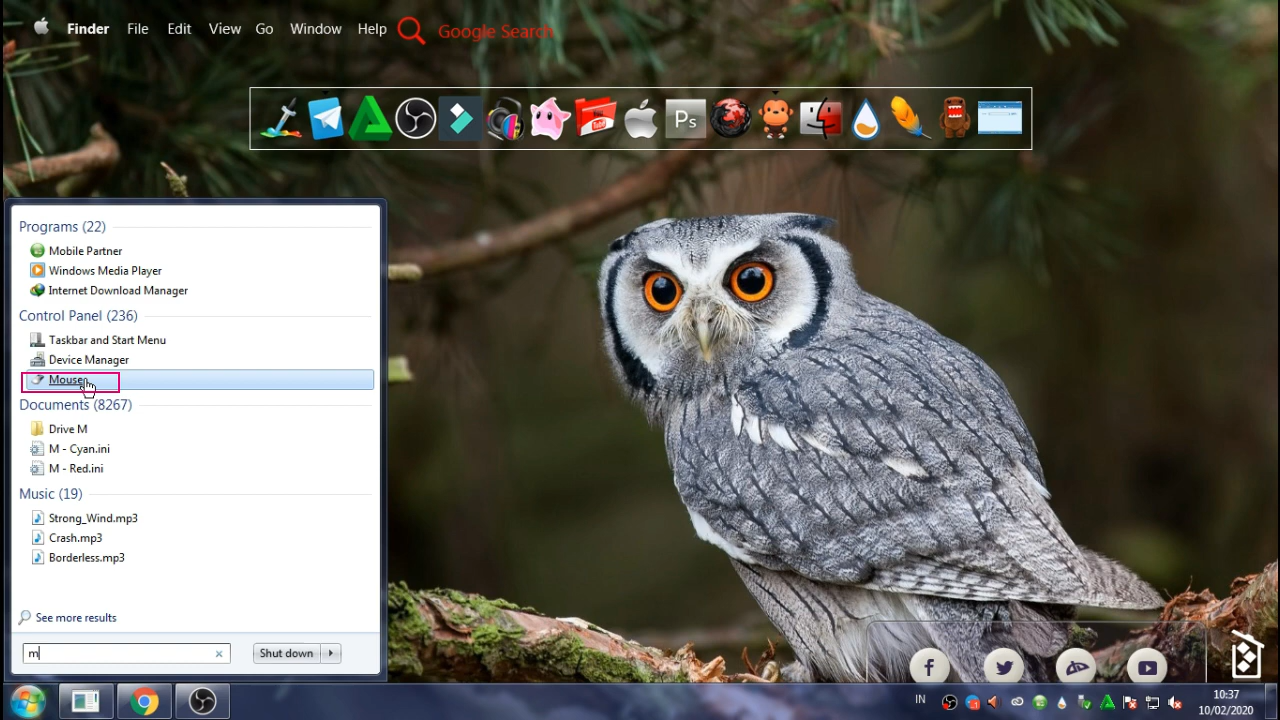 Finder File Edit View Go Window Help Google Search
Ps
Programs (22)
Mobile Partner
Windows Media Player
Internet Download Manager
Control Panel (236)
Taskbar and Start Menu
Device Manager
Mouse
Documents (8267)
Drive M
M - Cyan.ini
M - Red.ini
Music (19)
Strong_Wind.mp3
Crash.mp3
Borderless.mp3
See more results
m
Shut down
IN
10:37
10/02/2020